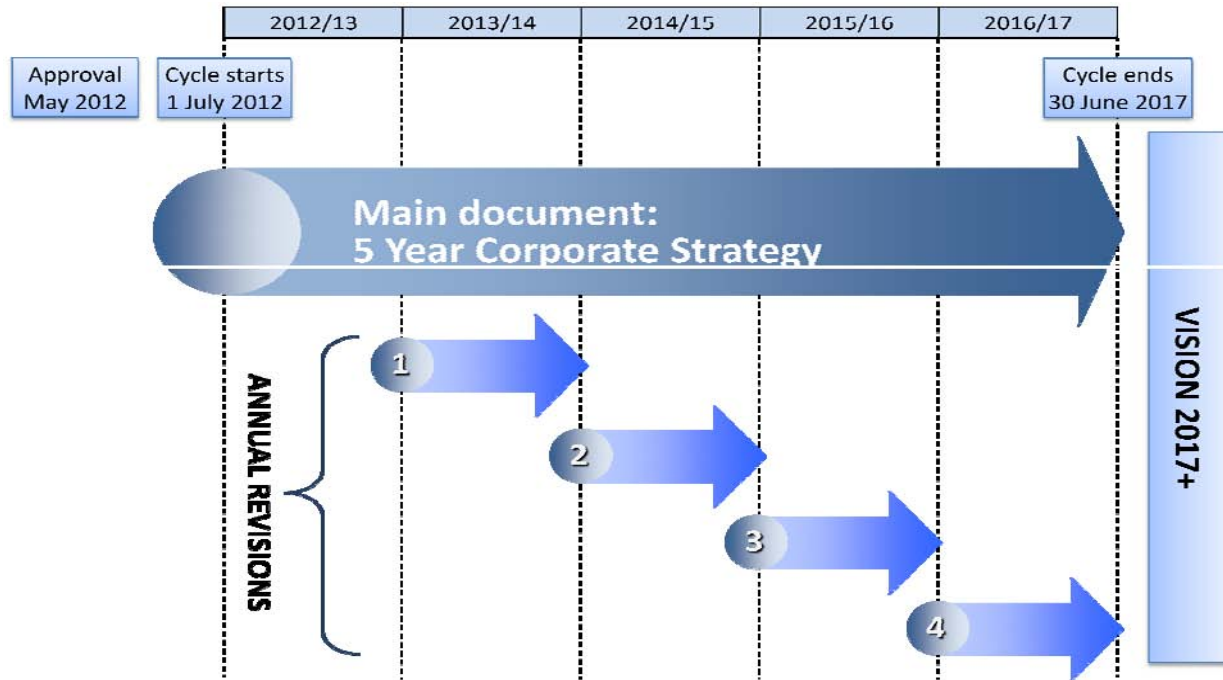 2012/13 2013/14 2014/15 2015/16 2016/17
Approval
May 2012
Cycle starts
1 July 2012
Cycle ends
30 June 2017
Main document:
5 Year Corporate Strategy
ANNUAL REVISIONS
1
2
3
4
VISION 2017+